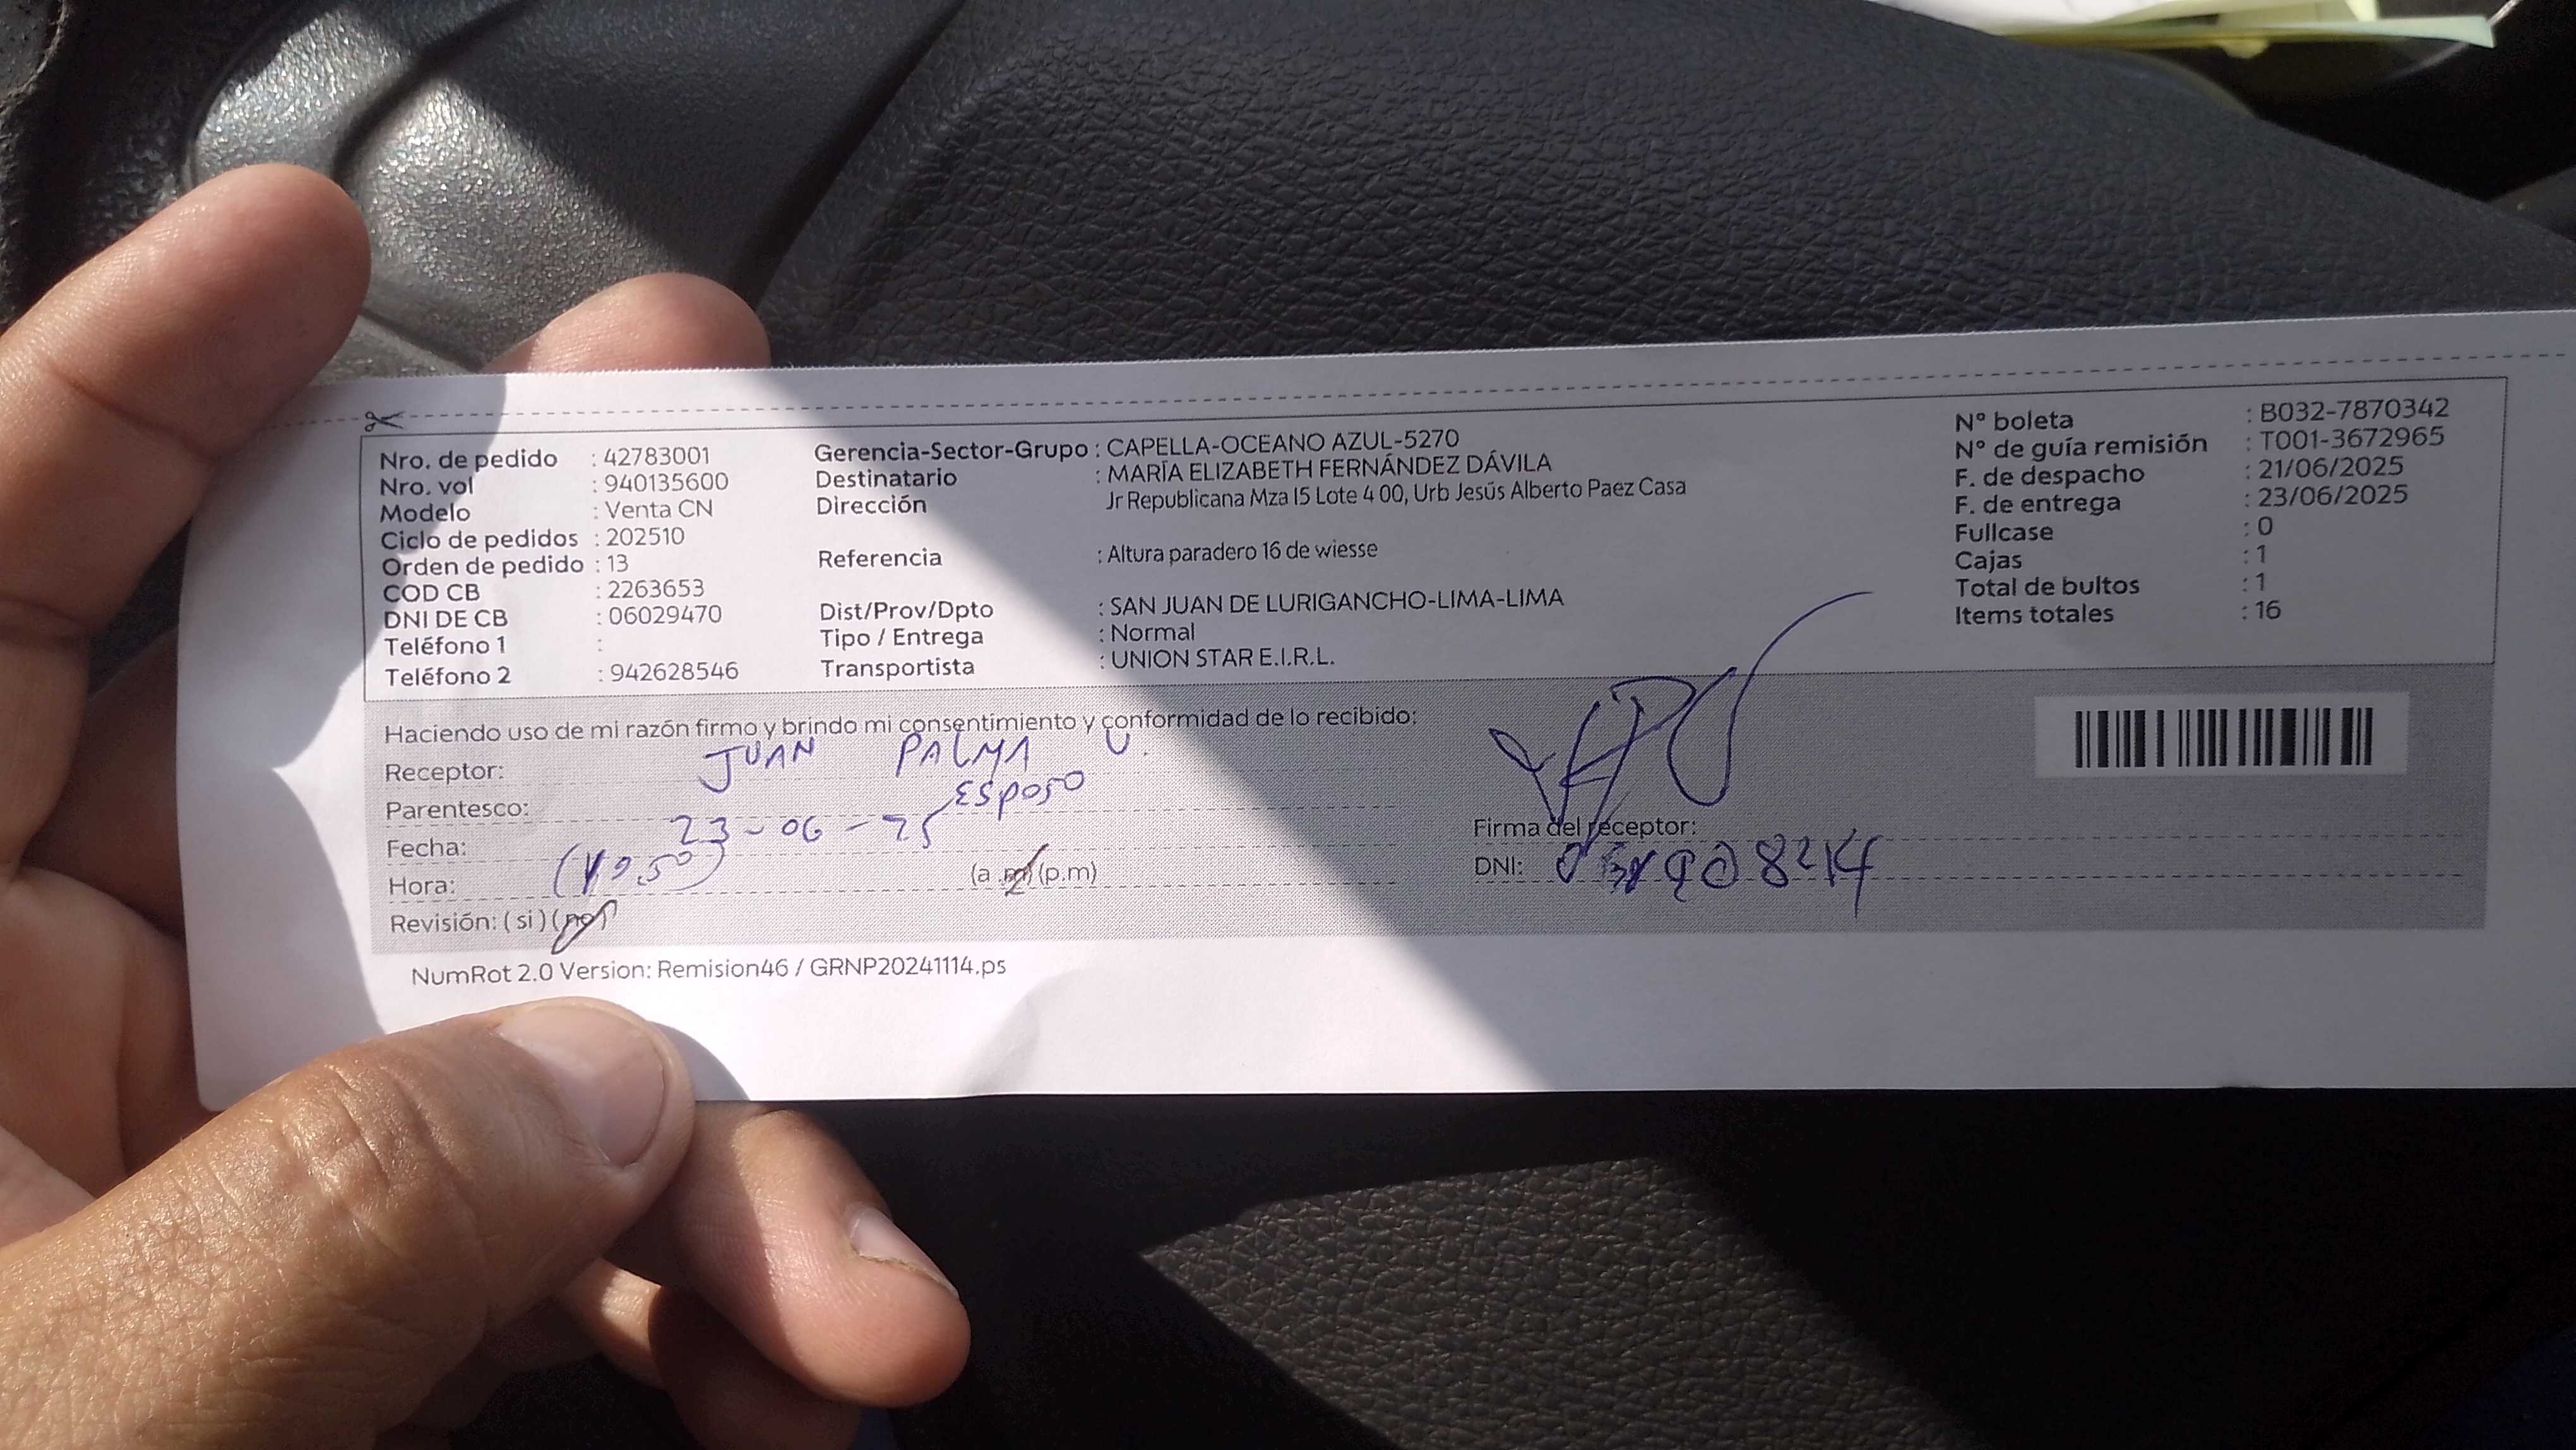 Nro. de pedido : 42783001
Nro. vol : 940135600
Modelo : Venta CN
Ciclo de pedidos : 202510
Orden de pedido : 13
COD CB : 2263653
DNI DE CB : 06029470
Teléfono 1 :
Teléfono 2 : 942628546
Gerencia-Sector-Grupo : CAPELLA-OCEANO AZUL-5270
Destinatario : MARÍA ELIZABETH FERNÁNDEZ DÁVILA
Dirección Jr Republicana Mza I5 Lote 4 00, Urb Jesús Alberto Paez Casa
Referencia : Altura paradero 16 de wiesse
Dist/Prov/Dpto : SAN JUAN DE LURIGANCHO-LIMA-LIMA
Tipo / Entrega : Normal
Transportista : UNION STAR E.I.R.L.
N° boleta : B032-7870342
N° de guía remisión : T001-3672965
F. de despacho : 21/06/2025
F. de entrega : 23/06/2025
Fullcase : 0
Cajas : 1
Total de bultos : 1
Items totales : 16
Haciendo uso de mi razón firmo y brindo mi consentimiento y conformidad de lo recibido:
Receptor: JUAN PALMA U.
Parentesco: Esposo
Fecha: 23-06-25
Hora: (a.m) (p.m)
Revisión: (si) (no)
Firma del receptor:
DNI:
NumRot 2.0 Version: Remision46 / GRNP20241114.ps